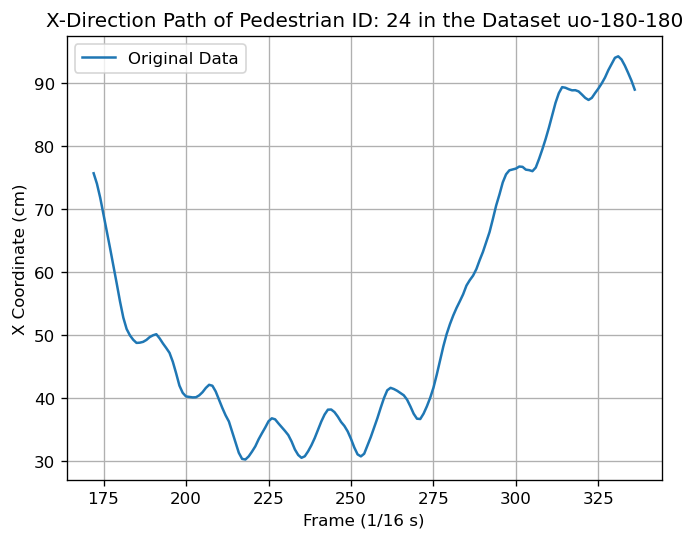 X-Direction Path of Pedestrian ID: 24 in the Dataset uo-180-180
Original Data
90
80
70
60
50
40
30
X Coordinate (cm)
175 200 225 250 275 300 325
Frame (1/16 s)